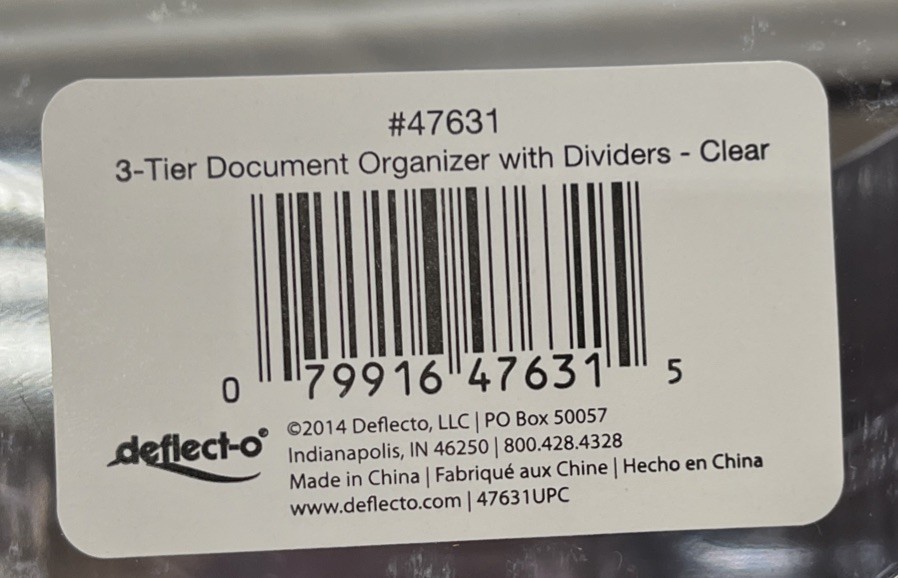 #47631
3-Tier Document Organizer with Dividers - Clear
0 79916 47631 5
deflect-o®
©2014 Deflecto, LLC | PO Box 50057
Indianapolis, IN 46250 | 800.428.4328
Made in China | Fabriqué aux Chine | Hecho en China
www.deflecto.com | 47631UPC